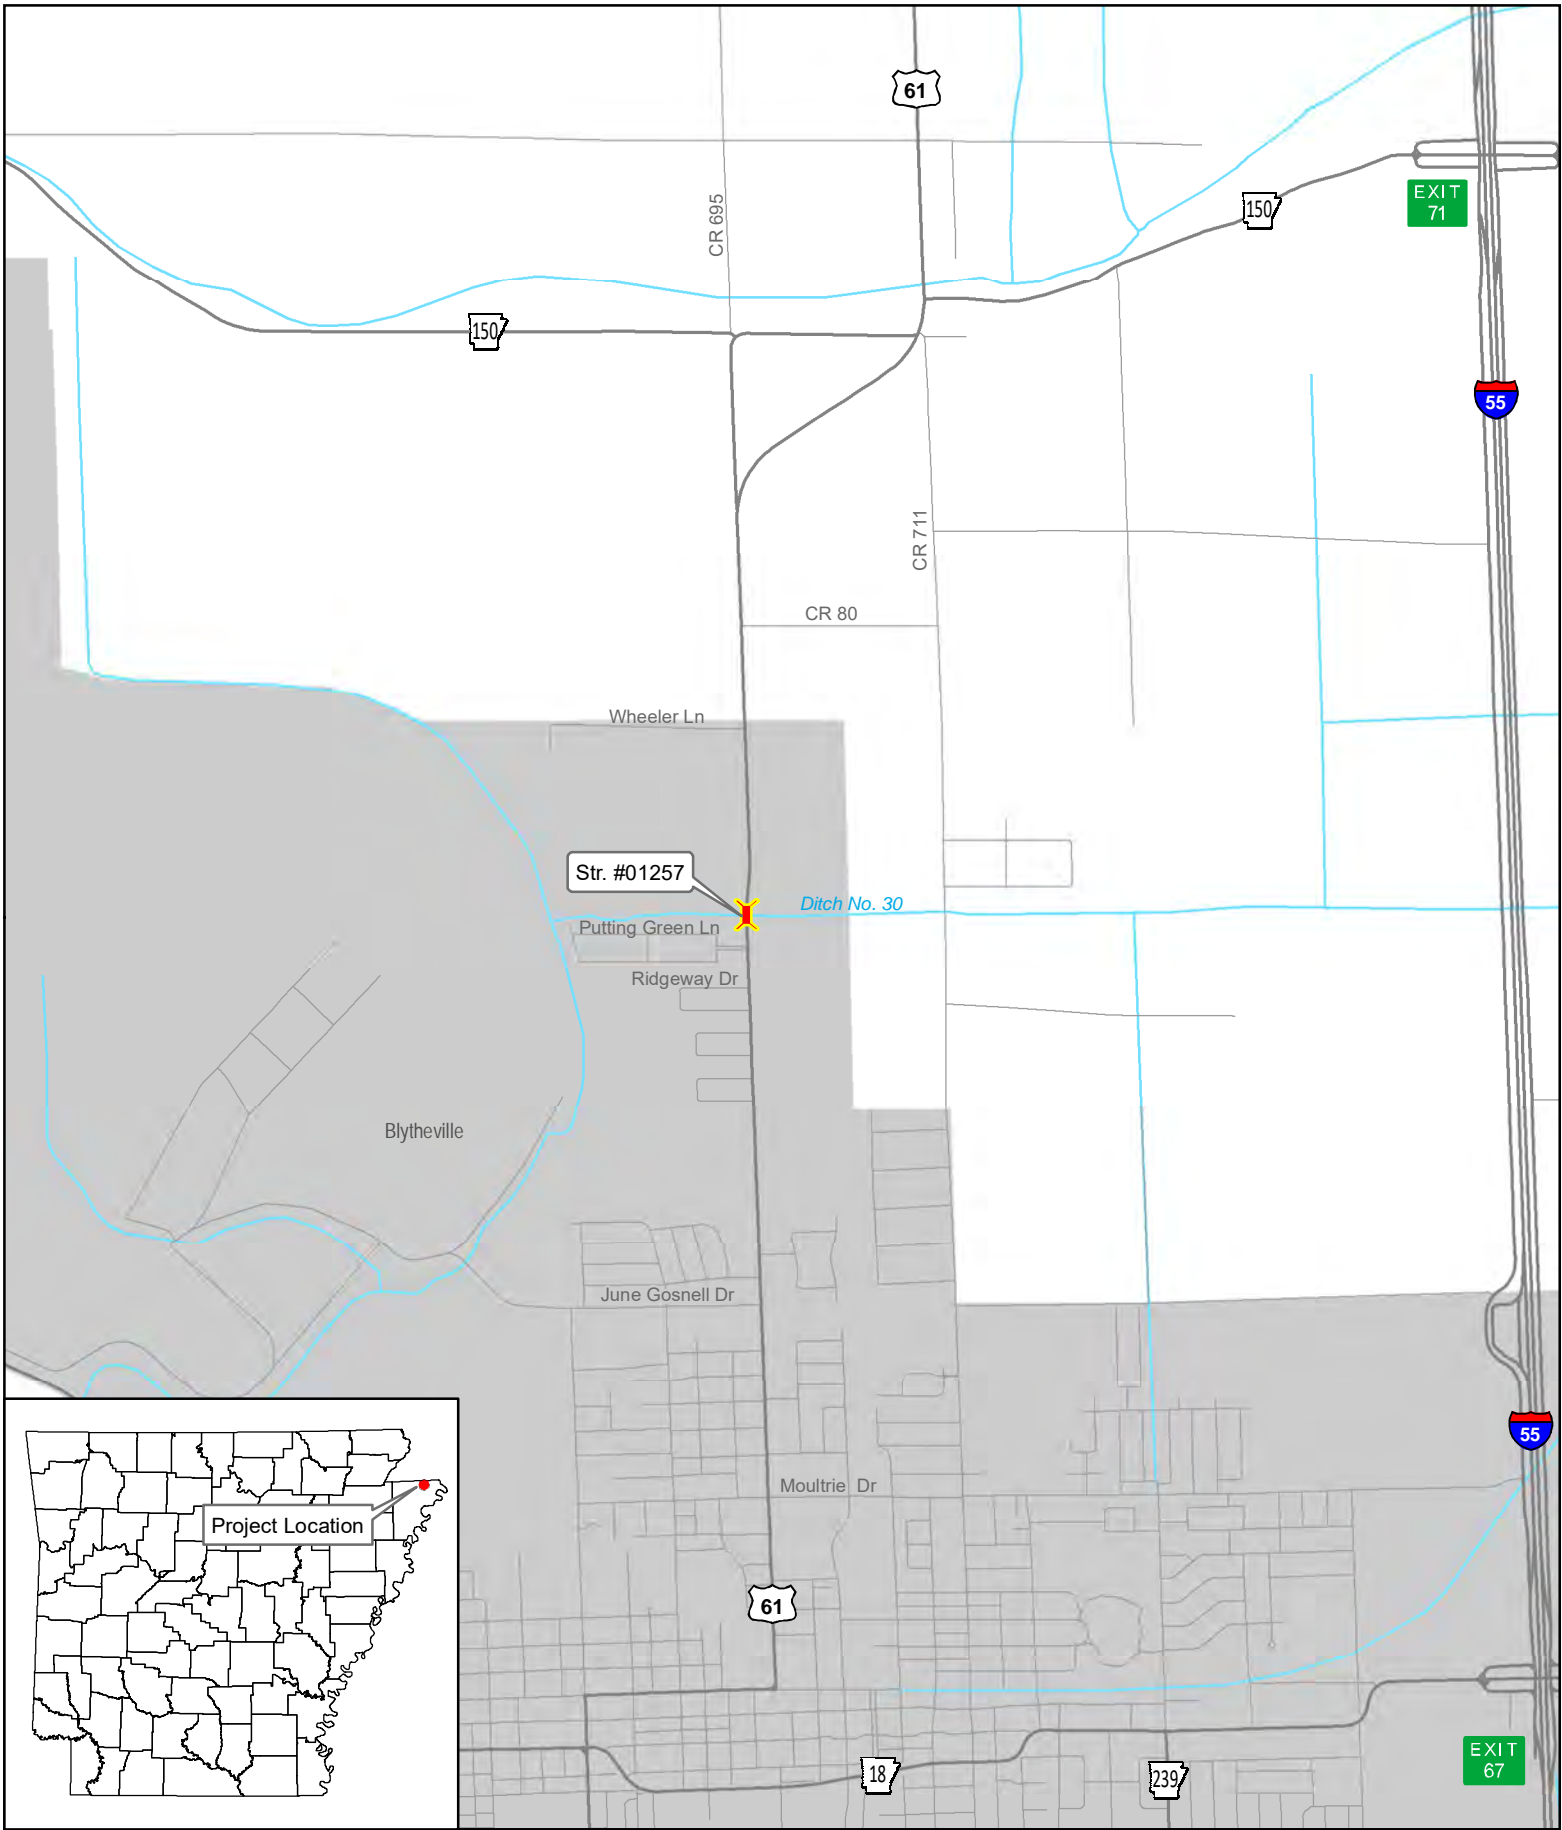 61
EXIT
71
150
CR 695
150
55
CR 711
CR 80
Wheeler Ln
Str. #01257
Ditch No. 30
Putting Green Ln
Ridgeway Dr
Blytheville
June Gosnell Dr
55
Moultrie Dr
Project Location
61
EXIT
67
18
239